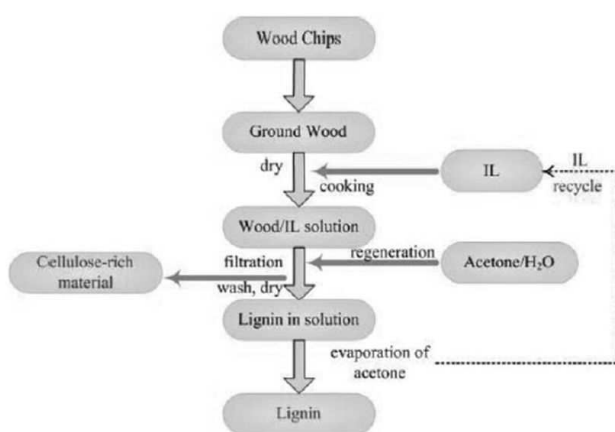 Wood Chips
Ground Wood
dry
cooking
IL
IL
recycle
Wood/IL solution
Cellulose-rich
material
filtration
wash, dry
regeneration
Acetone/H₂O
Lignin in solution
evaporation of
acetone
Lignin